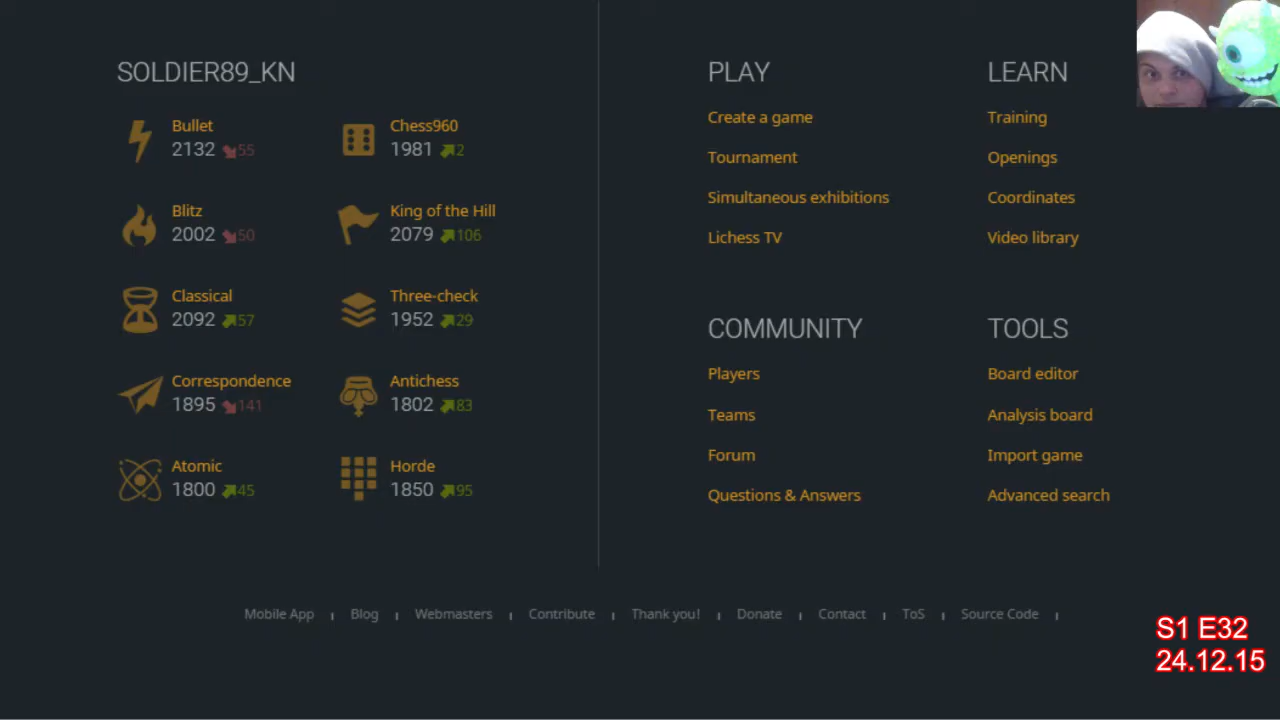 SOLDIER89_KN
Bullet
2132 55
Chess960
1981 2
Blitz
2002 50
King of the Hill
2079 106
Classical
2092 57
Three-check
1952 29
Correspondence
1895 141
Antichess
1802 83
Atomic
1800 45
Horde
1850 95
PLAY
Create a game
Tournament
Simultaneous exhibitions
Lichess TV
LEARN
Training
Openings
Coordinates
Video library
COMMUNITY
Players
Teams
Forum
Questions & Answers
TOOLS
Board editor
Analysis board
Import game
Advanced search
Mobile App Blog Webmasters Contribute Thank you! Donate Contact ToS Source Code
S1 E32
24.12.15